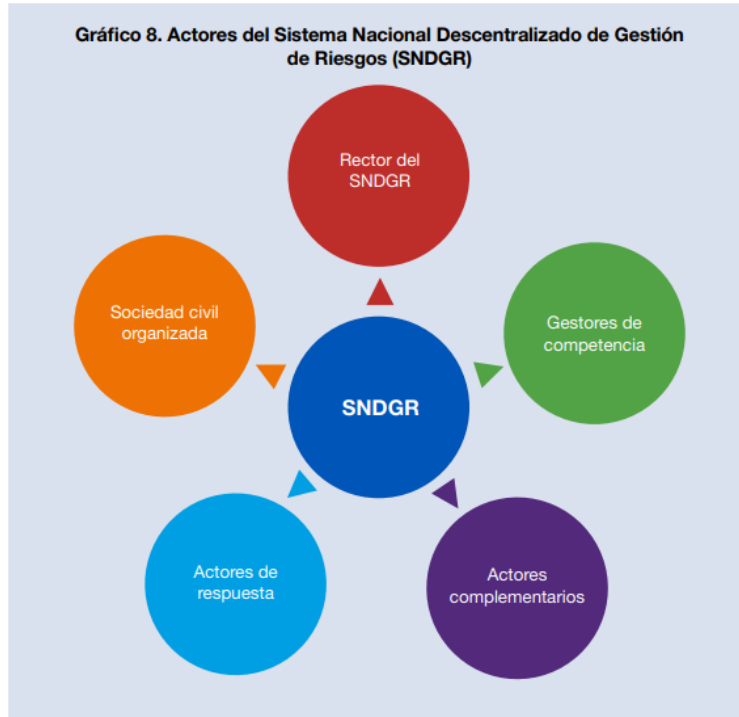 Gráfico 8. Actores del Sistema Nacional Descentralizado de Gestión
de Riesgos (SNDGR)
Rector del
SNDGR
Sociedad civil
organizada
Gestores de
competencia
SNDGR
Actores de
respuesta
Actores
complementarios